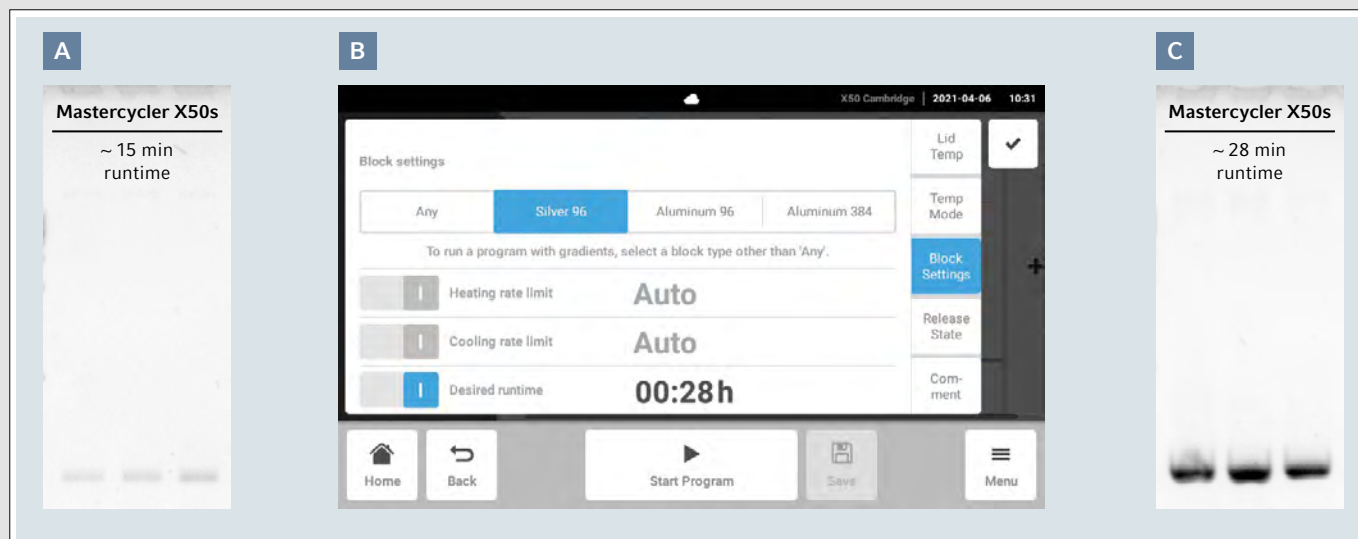 A
Mastercycler X50s
~ 15 min
runtime
B
X50 Cambridge | 2021-04-06 10:31
Block settings
Any Silver 96 Aluminum 96 Aluminum 384
To run a program with gradients, select a block type other than 'Any'.
Heating rate limit Auto
Cooling rate limit Auto
Desired runtime 00:28h
Lid
Temp
Temp
Mode
Block
Settings
Release
State
Com-
ment
Home Back Start Program Save Menu
C
Mastercycler X50s
~ 28 min
runtime